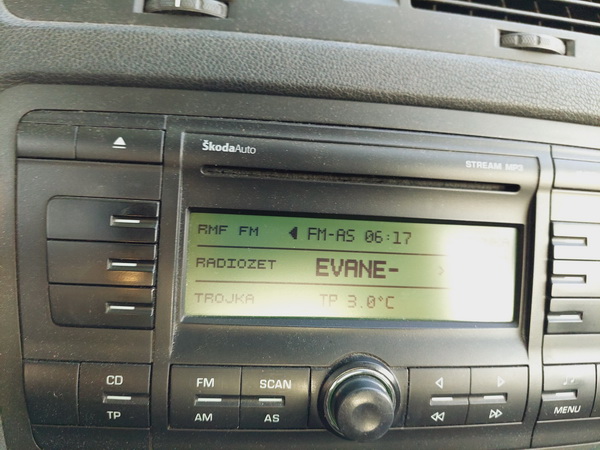 ŠkodaAuto
STREAM MP3
RMF FM FM-AS 06:17
RADIOZET EVANE-
TROJKA TP 3.0°C
CD
TP
FM
AM
SCAN
AS
MENU